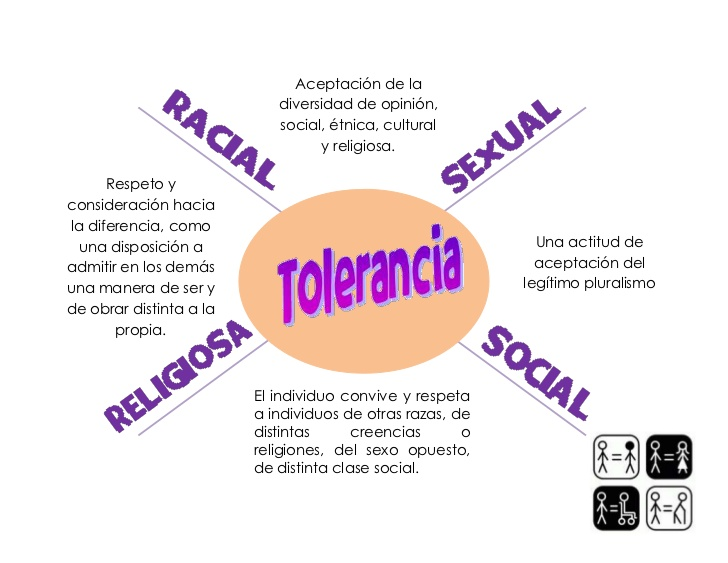 Aceptación de la
diversidad de opinión,
social, étnica, cultural
y religiosa.
RACIAL
SEXUAL
Respeto y
consideración hacia
la diferencia, como
una disposición a
admitir en los demás
una manera de ser y
de obrar distinta a la
propia.
Tolerancia
Una actitud de
aceptación del
legítimo pluralismo
RELIGIOSA
SOCIAL
El individuo convive y respeta
a individuos de otras razas, de
distintas creencias o
religiones, del sexo opuesto,
de distinta clase social.
=
=
=
=